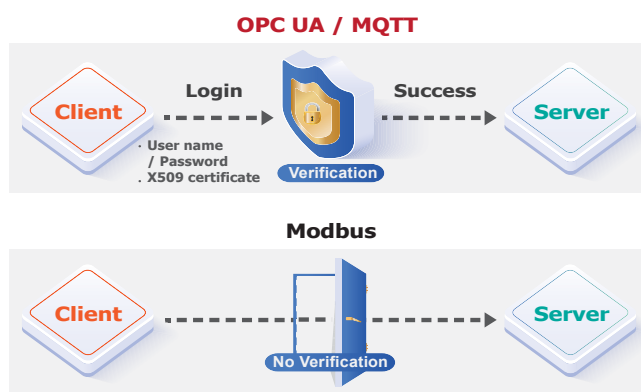 OPC UA / MQTT
Client
Login
Success
Server
· User name
/ Password
. X509 certificate
Verification
Modbus
Client
Server
No Verification